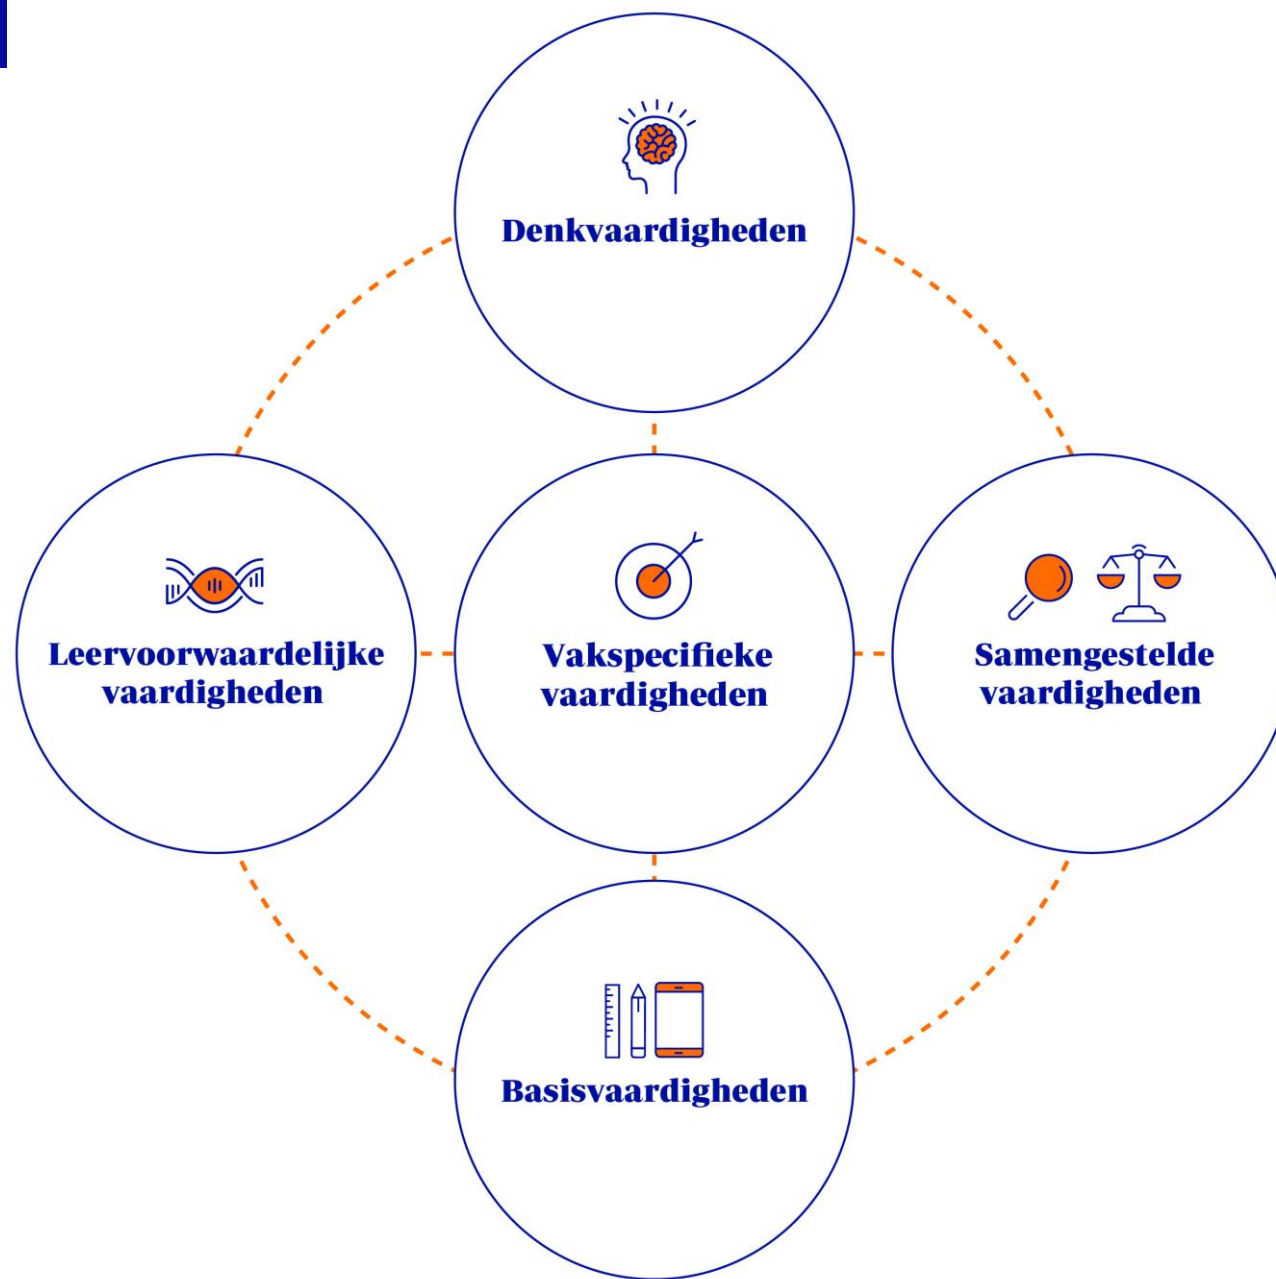 Denkvaardigheden
Leervoorwaardelijke
vaardigheden
Vakspecifieke
vaardigheden
Samengestelde
vaardigheden
Basisvaardigheden